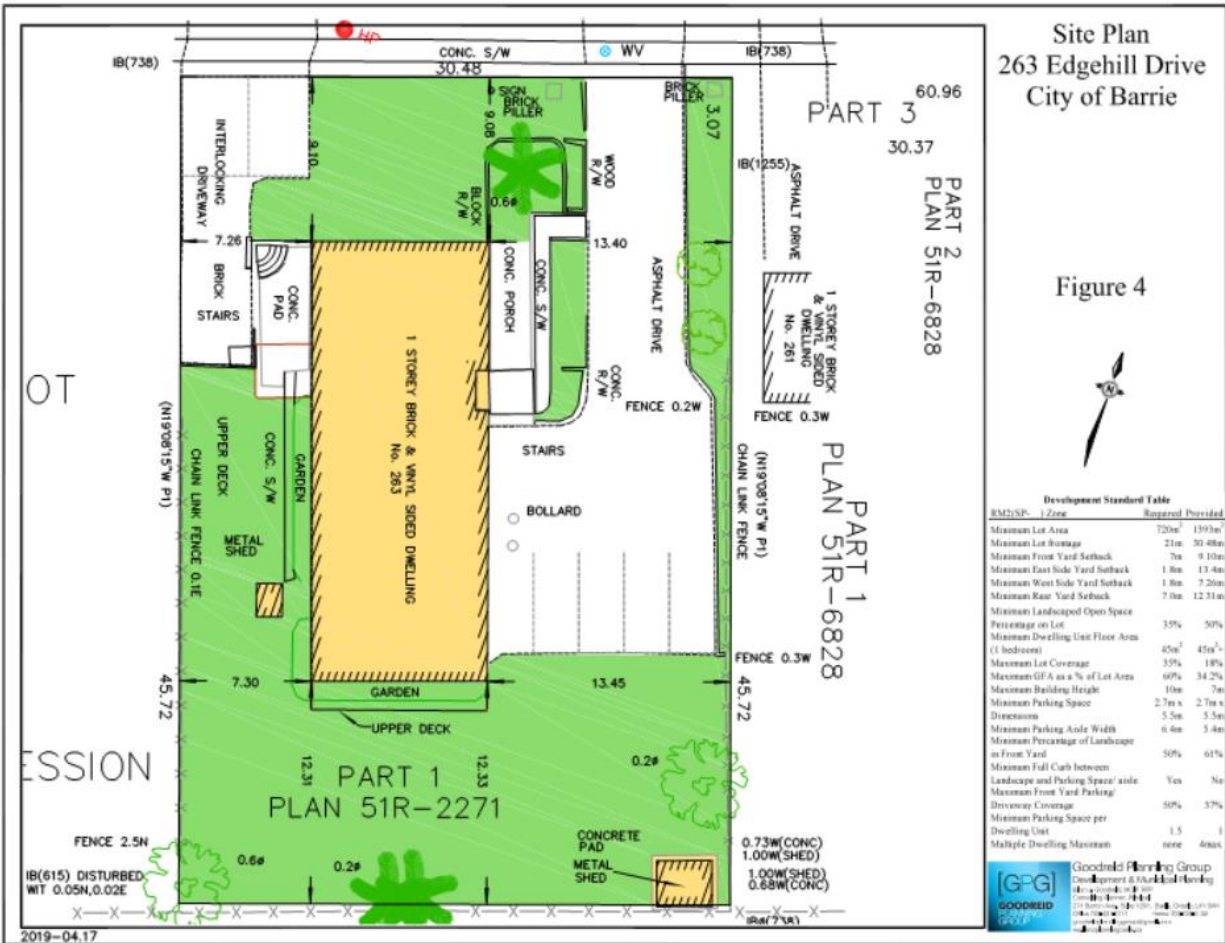 Site Plan
263 Edgehill Drive
City of Barrie
Figure 4
HP
CONC. S/W
WV
IB(738)
IB(738)
30.48
SIGN
BRICK
PILLER
BRICK
PILLER
9.10
9.08
3.07
60.96
PART 3
30.37
IB(1255)
PART 2
PLAN 51R-6828
INTERLOCKING
DRIVEWAY
BLOCK
R/W
0.6ø
WOOD
R/W
ASPHALT DRIVE
7.26
13.40
BRICK
STAIRS
CONC.
PAD
CONC. PORCH
CONC. S/W
ASPHALT DRIVE
1 STOREY BRICK
& VINYL SIDED
DWELLING
No. 261
CONC.
R/W
FENCE 0.2W
FENCE 0.3W
OT
1 STOREY BRICK & VINYL SIDED DWELLING
No. 263
(N19°08'15"W P1)
CHAIN LINK FENCE 0.1E
UPPER DECK
CONC. S/W
GARDEN
STAIRS
(N19°08'15"W P1)
CHAIN LINK FENCE
PART 1
PLAN 51R-6828
BOLLARD
METAL
SHED
FENCE 0.3W
45.72
7.30
GARDEN
13.45
45.72
UPPER DECK
12.31
12.33
ESSION
PART 1
PLAN 51R-2271
0.2ø
FENCE 2.5N
0.6ø
0.2ø
CONCRETE
PAD
METAL
SHED
0.73W(CONC)
1.00W(SHED)
1.00W(SHED)
0.68W(CONC)
IB(615) DISTURBED
WIT 0.05N,0.02E
IBø(738)
2019-04.17
N
Development Standard Table
RM2(SP- ) Zone Required Provided
Minimum Lot Area 720m² 1393m²
Minimum Lot frontage 21m 30.48m
Minimum Front Yard Setback 7m 9.10m
Minimum East Side Yard Setback 1.8m 13.4m
Minimum West Side Yard Setback 1.8m 7.26m
Minimum Rear Yard Setback 7.0m 12.31m
Minimum Landscaped Open Space
Percentage on Lot 35% 50%
Minimum Dwelling Unit Floor Area
(1 bedroom) 45m² 45m²+
Maximum Lot Coverage 35% 18%
Maximum GFA as a % of Lot Area 60% 34.2%
Maximum Building Height 10m 7m
Minimum Parking Space 2.7m x 2.7m x
Dimensions 5.5m 5.5m
Minimum Parking Aisle Width 6.4m 5.4m
Minimum Percentage of Landscape
in Front Yard 50% 61%
Minimum Full Curb between
Landscape and Parking Space/ aisle Yes No
Maximum Front Yard Parking/
Driveway Coverage 50% 37%
Minimum Parking Space per
Dwelling Unit 1.5 1
Multiple Dwelling Maximum none 4max
[GPG]
GOODREID
PLANNING
GROUP
Goodreid Planning Group
Development & Municipal Planning